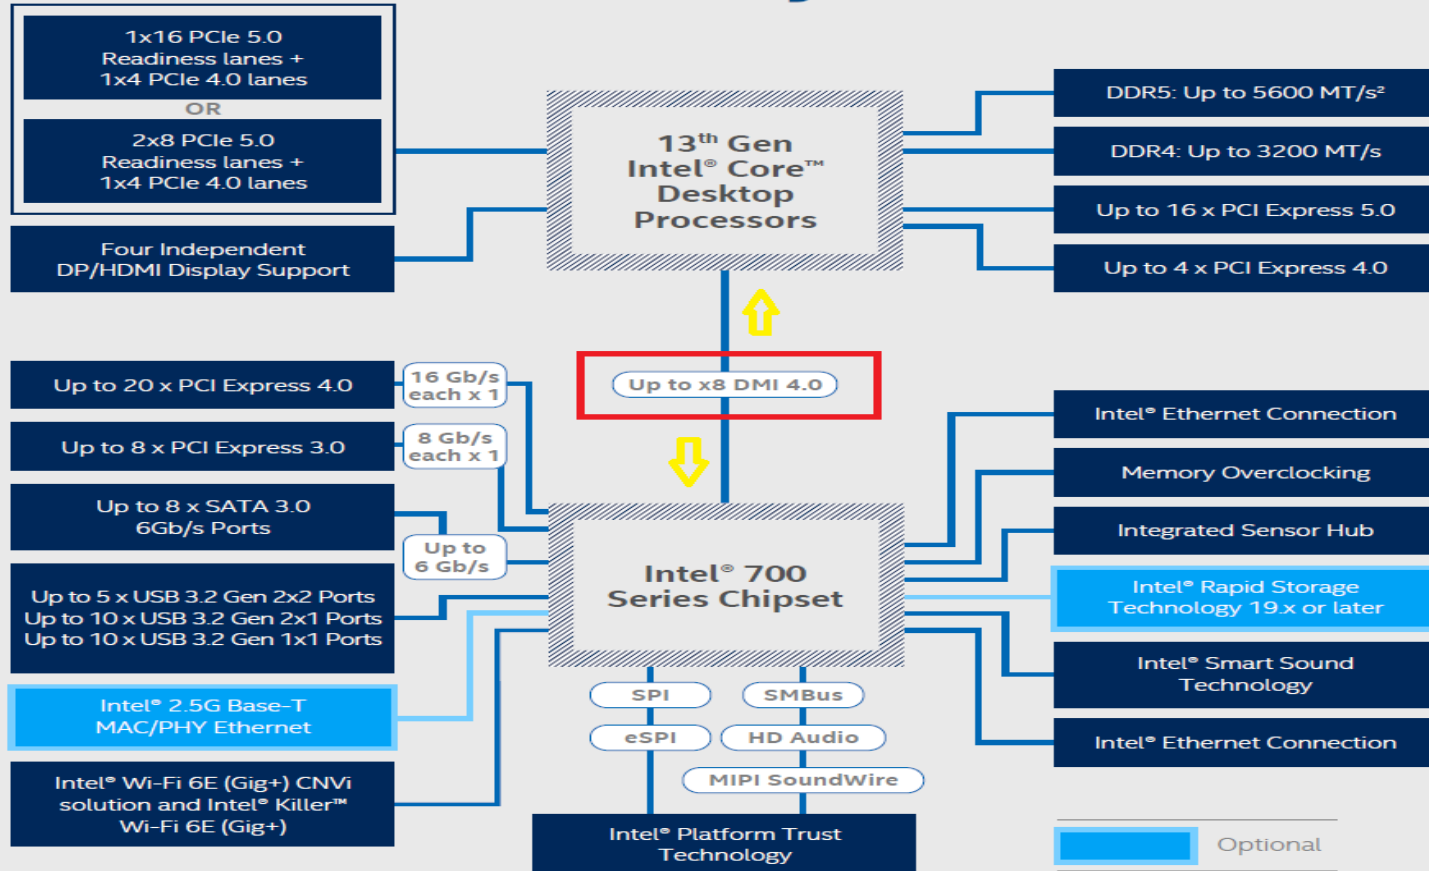 1x16 PCIe 5.0
Readiness lanes +
1x4 PCIe 4.0 lanes
OR
2x8 PCIe 5.0
Readiness lanes +
1x4 PCIe 4.0 lanes
Four Independent
DP/HDMI Display Support
13th Gen
Intel® Core™
Desktop
Processors
DDR5: Up to 5600 MT/s²
DDR4: Up to 3200 MT/s
Up to 16 x PCI Express 5.0
Up to 4 x PCI Express 4.0
Up to x8 DMI 4.0
Up to 20 x PCI Express 4.0
16 Gb/s
each x 1
Up to 8 x PCI Express 3.0
8 Gb/s
each x 1
Up to 8 x SATA 3.0
6Gb/s Ports
Up to
6 Gb/s
Up to 5 x USB 3.2 Gen 2x2 Ports
Up to 10 x USB 3.2 Gen 2x1 Ports
Up to 10 x USB 3.2 Gen 1x1 Ports
Intel® 2.5G Base-T
MAC/PHY Ethernet
Intel® Wi-Fi 6E (Gig+) CNVi
solution and Intel® Killer™
Wi-Fi 6E (Gig+)
Intel® 700
Series Chipset
Intel® Ethernet Connection
Memory Overclocking
Integrated Sensor Hub
Intel® Rapid Storage
Technology 19.x or later
Intel® Smart Sound
Technology
Intel® Ethernet Connection
SPI
SMBus
eSPI
HD Audio
MIPI SoundWire
Intel® Platform Trust
Technology
Optional